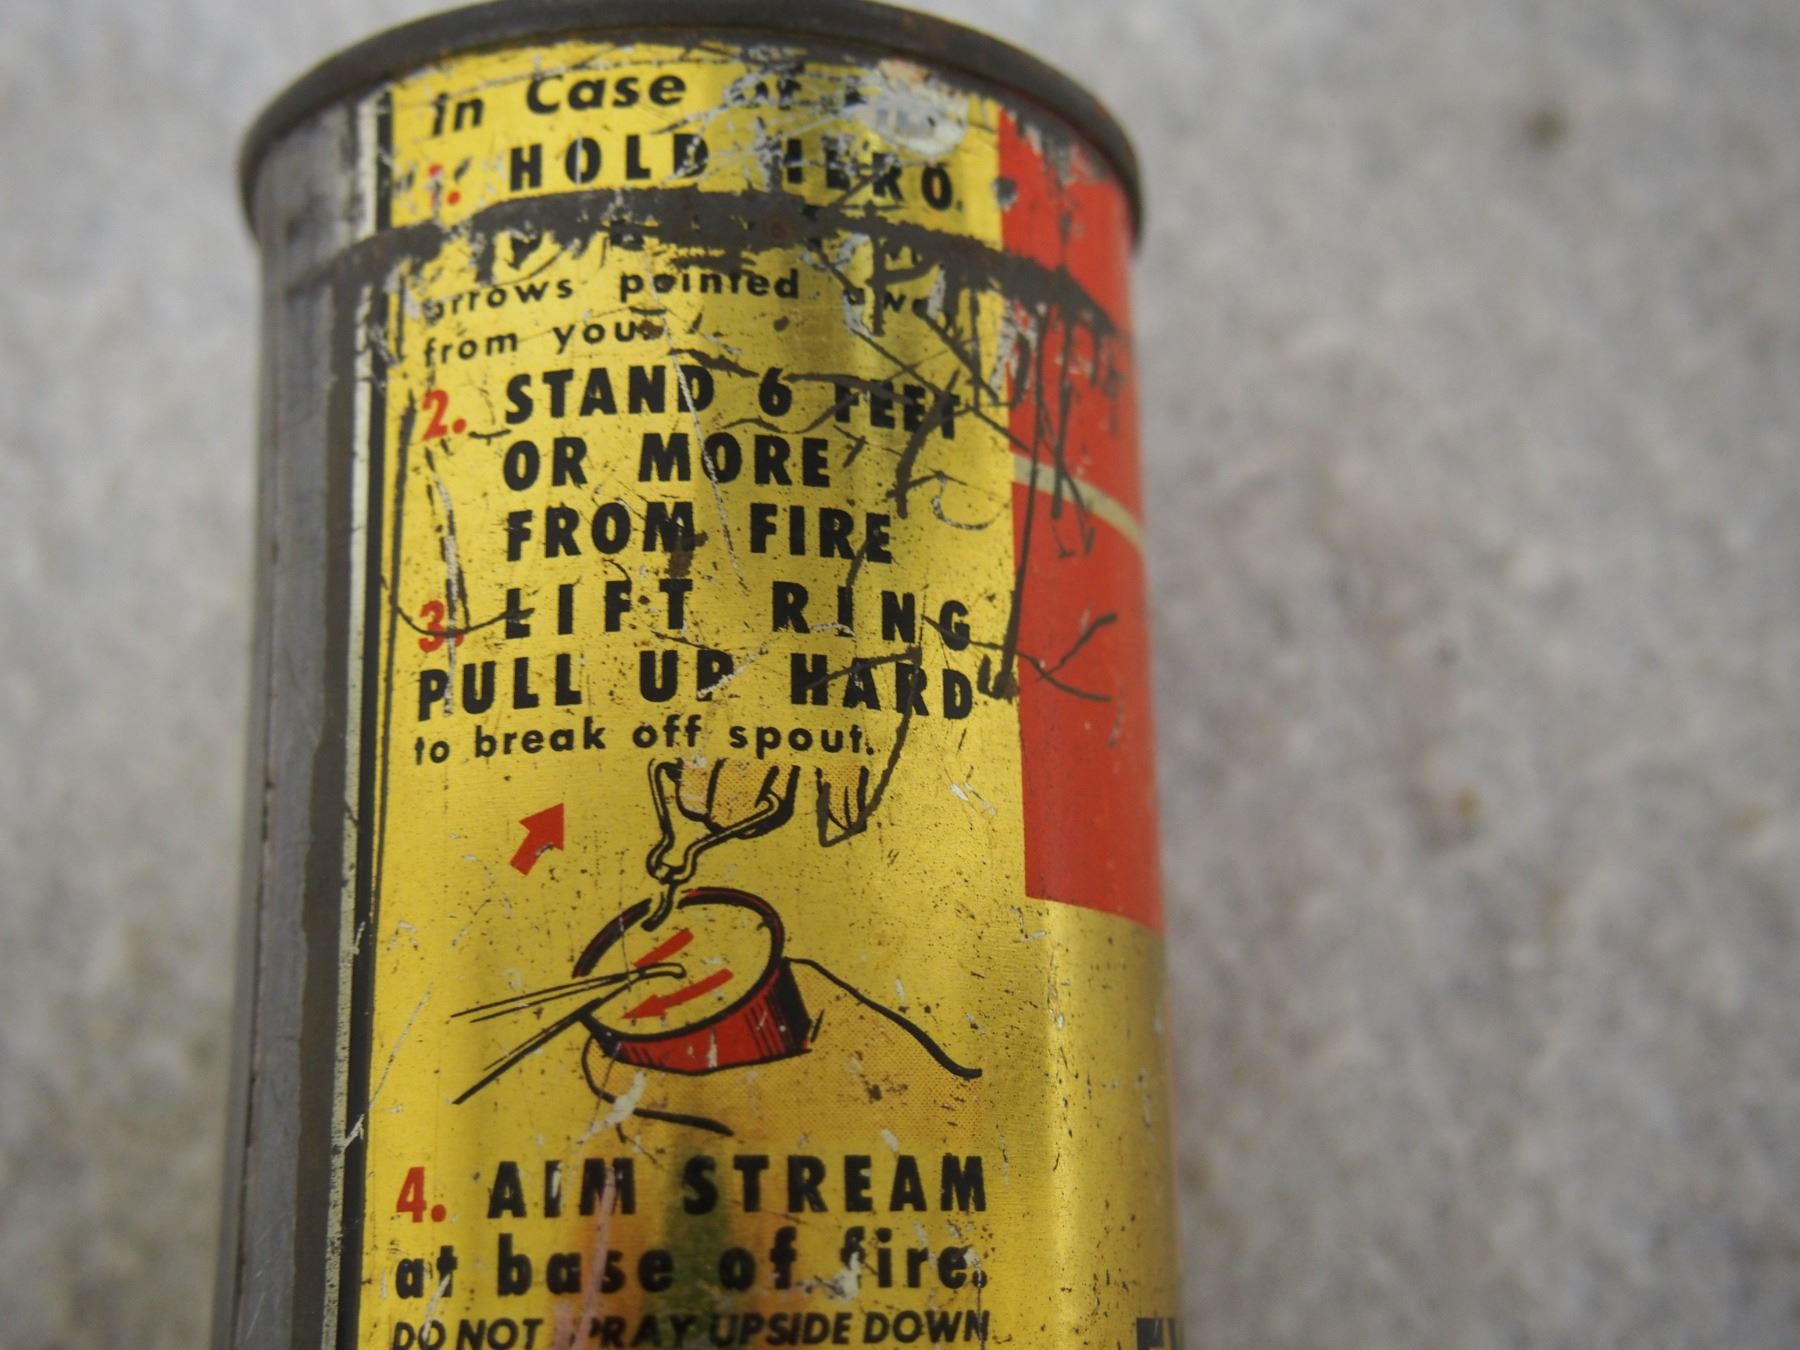 in Case
1. HOLD HERO
arrows pointed away
from you.
2. STAND 6 FEET
OR MORE
FROM FIRE
3. LIFT RING
PULL UP HARD
to break off spout.
4. AIM STREAM
at base of fire.
DO NOT SPRAY UPSIDE DOWN